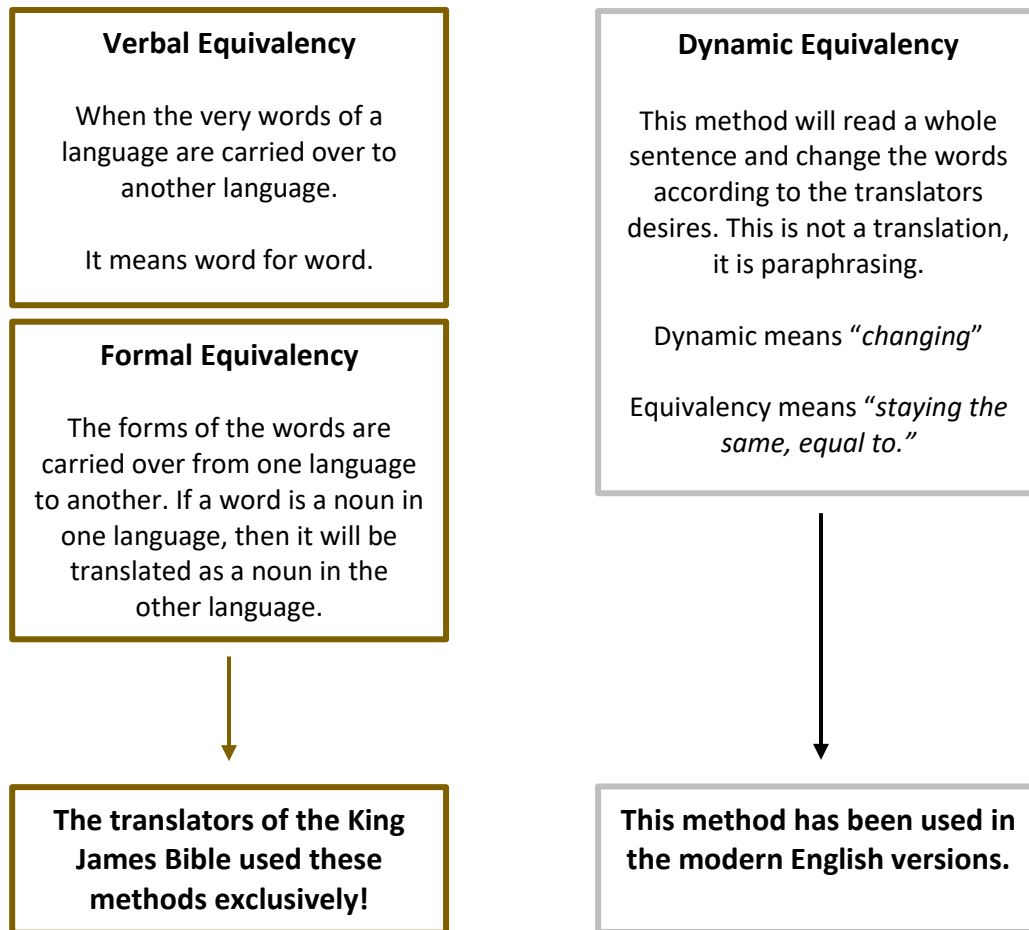 Verbal Equivalency
When the very words of a
language are carried over to
another language.
It means word for word.
Formal Equivalency
The forms of the words are
carried over from one language
to another. If a word is a noun in
one language, then it will be
translated as a noun in the
other language.
The translators of the King
James Bible used these
methods exclusively!
Dynamic Equivalency
This method will read a whole
sentence and change the words
according to the translators
desires. This is not a translation,
it is paraphrasing.
Dynamic means “changing”
Equivalency means “staying the
same, equal to.”
This method has been used in
the modern English versions.